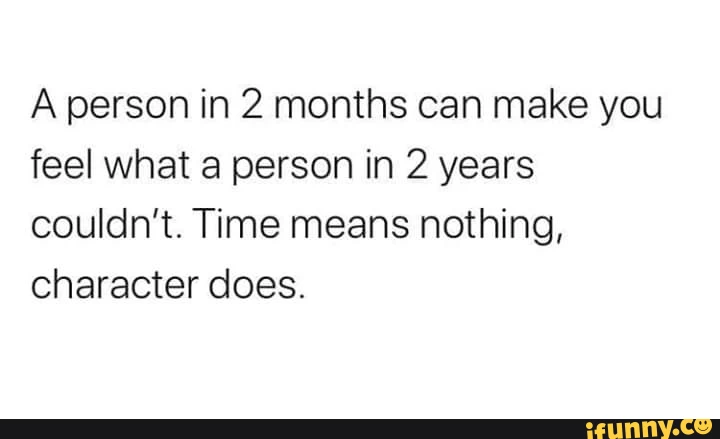 A person in 2 months can make you
feel what a person in 2 years
couldn't. Time means nothing,
character does.
ifunny.co